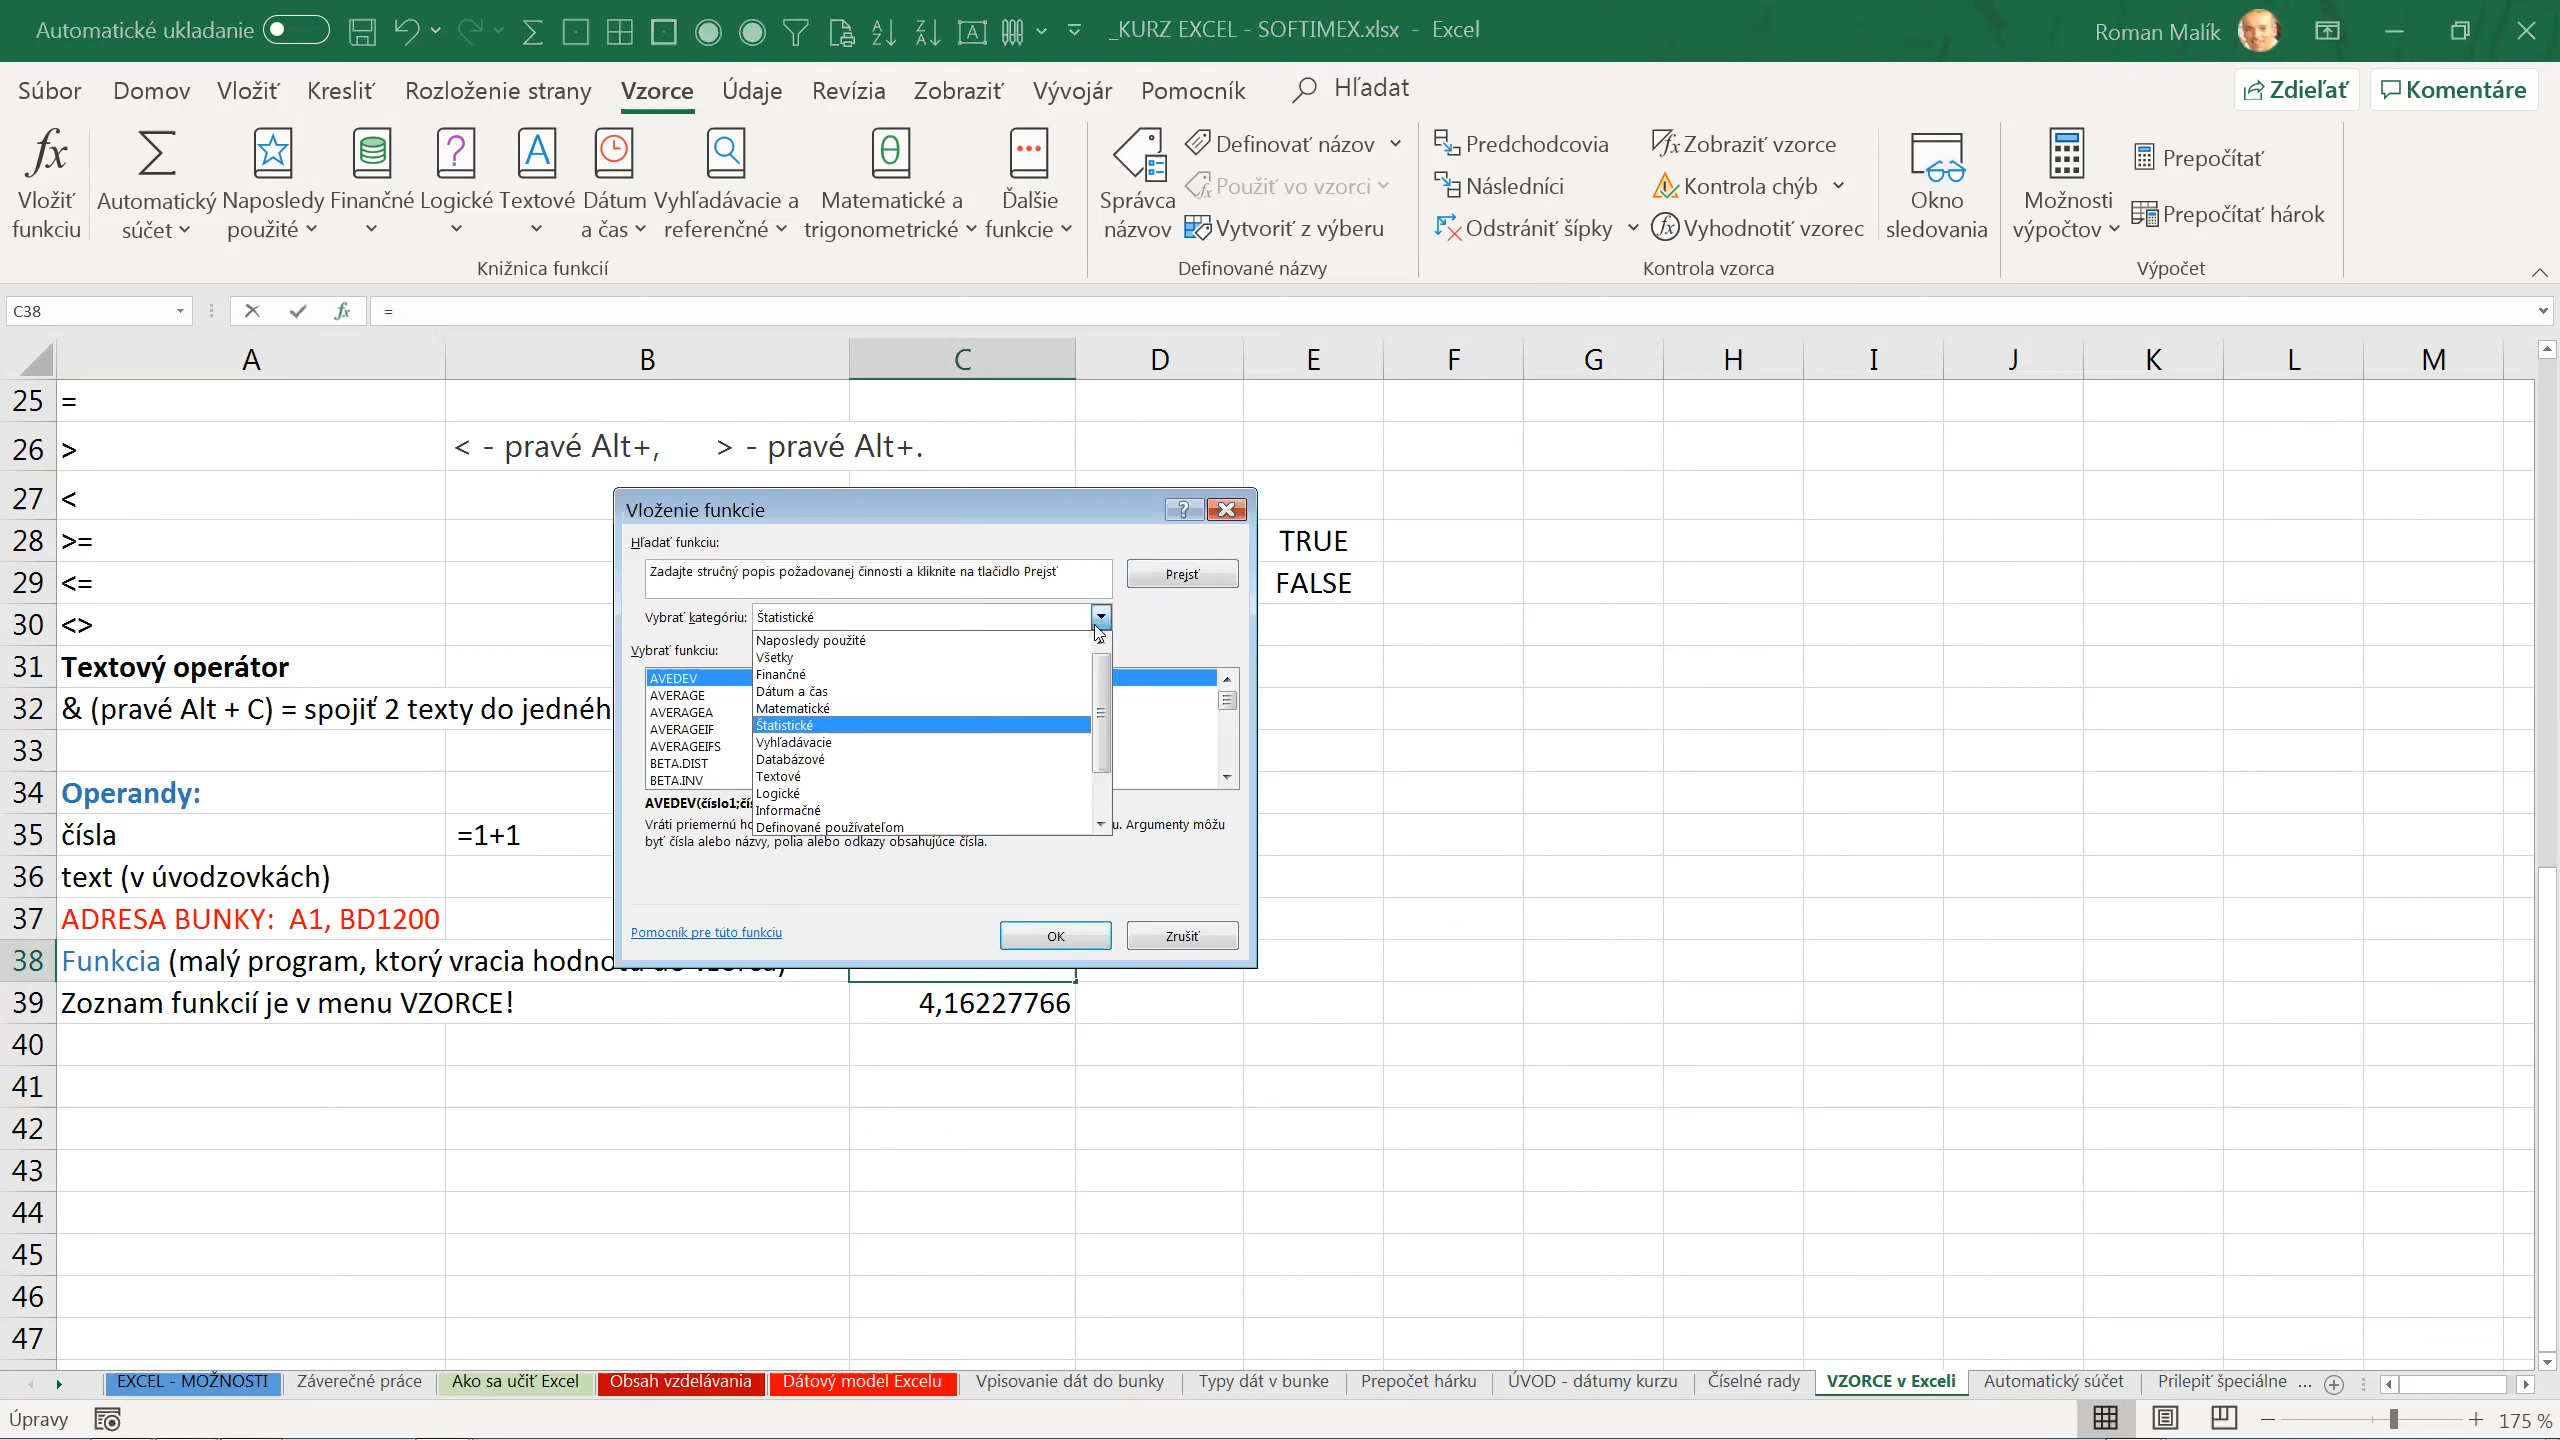 Automatické ukladanie
_KURZ EXCEL - SOFTIMEX.xlsx - Excel
Roman Malík
Súbor Domov Vložiť Kresliť Rozloženie strany Vzorce Údaje Revízia Zobraziť Vývojár Pomocník Hľadať
Zdieľať Komentáre
Vložiť funkciu
Automatický súčet
Naposledy použité
Finančné
Logické
Textové
Dátum a čas
Vyhľadávacie a referenčné
Matematické a trigonometrické
Ďalšie funkcie
Knižnica funkcií
Správca názvov
Definovať názov
Použiť vo vzorci
Vytvoriť z výberu
Definované názvy
Predchodcovia
Následníci
Odstrániť šípky
Zobraziť vzorce
Kontrola chýb
Vyhodnotiť vzorec
Kontrola vzorca
Okno sledovania
Možnosti výpočtov
Prepočítať
Prepočítať hárok
Výpočet
C38 fx =
A B C D E F G H I J K L M
25 =
26 > < - pravé Alt+, > - pravé Alt+.
27 <
28 >= TRUE
29 <= FALSE
30 <>
31 Textový operátor
32 & (pravé Alt + C) = spojiť 2 texty do jednéh
33
34 Operandy:
35 čísla =1+1
36 text (v úvodzovkách)
37 ADRESA BUNKY: A1, BD1200
38 Funkcia (malý program, ktorý vracia hodnotu
39 Zoznam funkcií je v menu VZORCE! 4,16227766
40
41
42
43
44
45
46
47
Vloženie funkcie
Hľadať funkciu:
Zadajte stručný popis požadovanej činnosti a kliknite na tlačidlo Prejsť
Prejsť
Vybrať kategóriu: Štatistické
Naposledy použité
Všetky
Finančné
Dátum a čas
Matematické
Štatistické
Vyhľadávacie
Databázové
Textové
Logické
Informačné
Definované používateľom
Vybrať funkciu:
AVEDEV
AVERAGE
AVERAGEA
AVERAGEIF
AVERAGEIFS
BETA.DIST
BETA.INV
AVEDEV(číslo1;čís
Vráti priemernú ho u. Argumenty môžu
byť čísla alebo názvy, polia alebo odkazy obsahujúce čísla.
Pomocník pre túto funkciu
OK Zrušiť
EXCEL - MOŽNOSTI Záverečné práce Ako sa učiť Excel Obsah vzdelávania Dátový model Excelu Vpisovanie dát do bunky Typy dát v bunke Prepočet hárku ÚVOD - dátumy kurzu Číselné rady VZORCE v Exceli Automatický súčet Prilepiť špeciálne ...
Úpravy
175 %